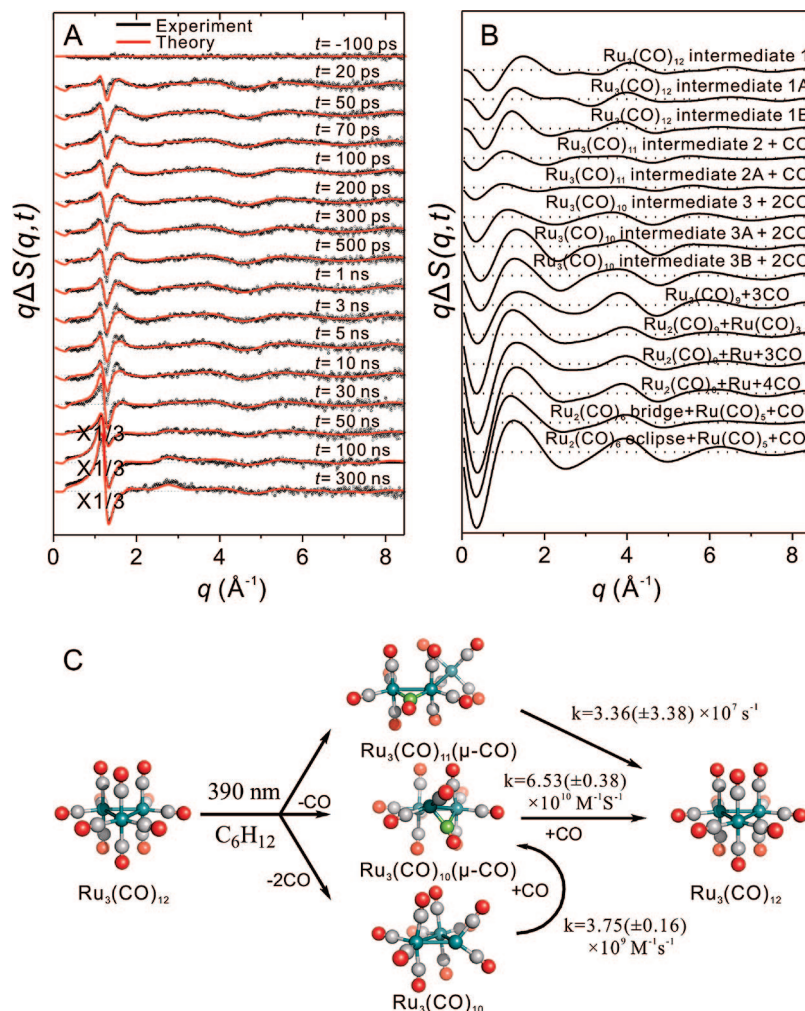 A
Experiment
Theory
t= -100 ps
20 ps
50 ps
70 ps
t= 100 ps
t= 200 ps
t= 300 ps
t= 500 ps
t= 1 ns
t= 3 ns
t= 5 ns
t= 10 ns
t= 30 ns
t= 50 ns
t= 100 ns
t= 300 ns
X1/3
X1/3
X1/3
qΔS(q,t)
0 2 4 6 8
q (Å⁻¹)
B
Ru₃(CO)₁₂ intermediate 1
Ru₃(CO)₁₂ intermediate 1A
Ru₃(CO)₁₂ intermediate 1B
Ru₃(CO)₁₁ intermediate 2 + CO
Ru₃(CO)₁₁ intermediate 2A + CO
Ru₃(CO)₁₀ intermediate 3 + 2CO
Ru₃(CO)₁₀ intermediate 3A + 2CO
Ru₃(CO)₁₀ intermediate 3B + 2CO
Ru₃(CO)₉+3CO
Ru₂(CO)₉+Ru(CO)₃
Ru₂(CO)₉+Ru+3CO
Ru₂(CO)₈+Ru+4CO
Ru₂(CO)₆ bridge+Ru(CO)₅+CO
Ru₂(CO)₆ eclipse+Ru(CO)₅+CO
qΔS(q,t)
0 2 4 6 8
q (Å⁻¹)
C
Ru₃(CO)₁₂
390 nm
C₆H₁₂
-CO
-2CO
Ru₃(CO)₁₁(μ-CO)
k=3.36(±3.38) ×10⁷ s⁻¹
Ru₃(CO)₁₀(μ-CO)
k=6.53(±0.38)
×10¹⁰ M⁻¹S⁻¹
+CO
Ru₃(CO)₁₂
+CO
k=3.75(±0.16)
×10⁹ M⁻¹s⁻¹
Ru₃(CO)₁₀